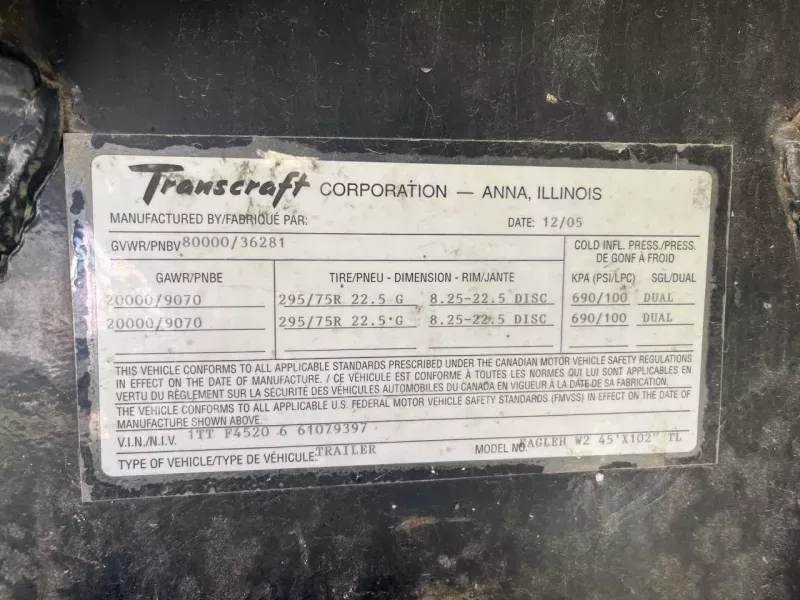 Transcraft CORPORATION — ANNA, ILLINOIS
MANUFACTURED BY/FABRIQUÉ PAR: DATE: 12/05
GVWR/PNBV 80000/36281
COLD INFL. PRESS./PRESS. DE GONF À FROID
GAWR/PNBE TIRE/PNEU - DIMENSION - RIM/JANTE KPA (PSI/LPC) SGL/DUAL
20000/9070 295/75R 22.5 G 8.25-22.5 DISC 690/100 DUAL
20000/9070 295/75R 22.5 G 8.25-22.5 DISC 690/100 DUAL
THIS VEHICLE CONFORMS TO ALL APPLICABLE STANDARDS PRESCRIBED UNDER THE CANADIAN MOTOR VEHICLE SAFETY REGULATIONS
IN EFFECT ON THE DATE OF MANUFACTURE. / CE VÉHICULE EST CONFORME À TOUTES LES NORMES QUI LUI SONT APPLICABLES EN
VERTU DU RÈGLEMENT SUR LA SÉCURITÉ DES VÉHICULES AUTOMOBILES DU CANADA EN VIGUEUR À LA DATE DE SA FABRICATION.
THE VEHICLE CONFORMS TO ALL APPLICABLE U.S. FEDERAL MOTOR VEHICLE SAFETY STANDARDS (FMVSS) IN EFFECT ON THE DATE OF
MANUFACTURE SHOWN ABOVE.
V.I.N./N.I.V. 1TT F4520 6 61079397
TYPE OF VEHICLE/TYPE DE VÉHICULE: TRAILER MODEL NO. EAGLER W2 45'X102" TL